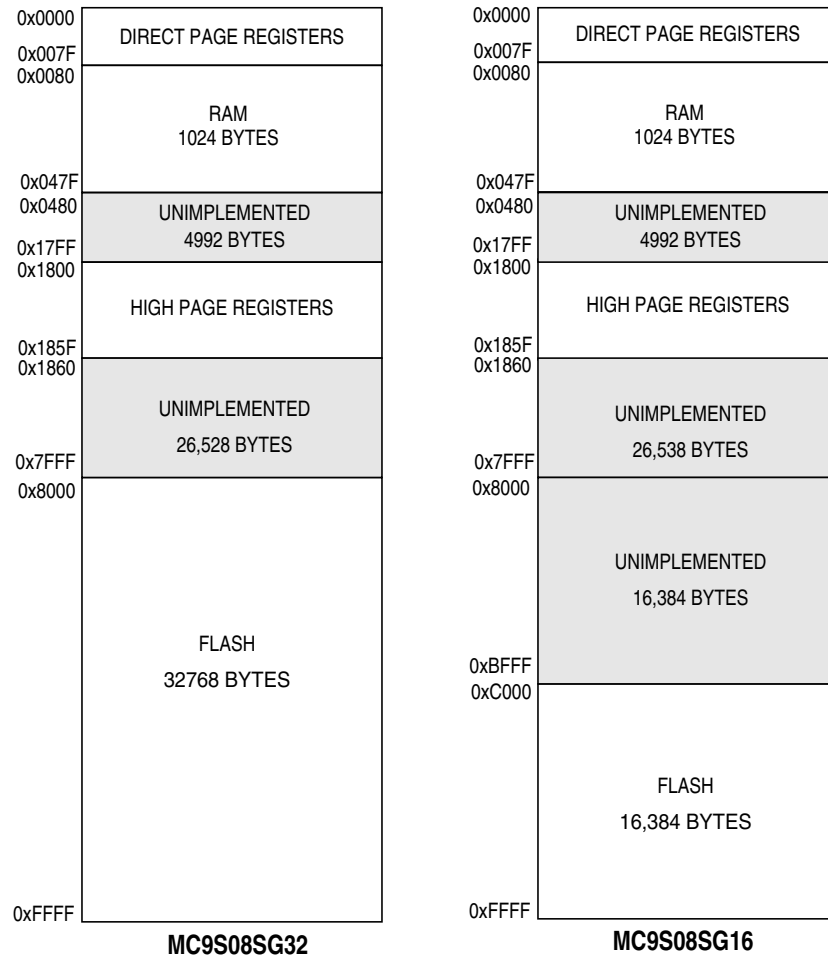 0x0000
DIRECT PAGE REGISTERS
0x007F
0x0080
RAM
1024 BYTES
0x047F
0x0480
UNIMPLEMENTED
4992 BYTES
0x17FF
0x1800
HIGH PAGE REGISTERS
0x185F
0x1860
UNIMPLEMENTED
26,528 BYTES
0x7FFF
0x8000
FLASH
32768 BYTES
0xFFFF
MC9S08SG32
0x0000
DIRECT PAGE REGISTERS
0x007F
0x0080
RAM
1024 BYTES
0x047F
0x0480
UNIMPLEMENTED
4992 BYTES
0x17FF
0x1800
HIGH PAGE REGISTERS
0x185F
0x1860
UNIMPLEMENTED
26,538 BYTES
0x7FFF
0x8000
UNIMPLEMENTED
16,384 BYTES
0xBFFF
0xC000
FLASH
16,384 BYTES
0xFFFF
MC9S08SG16